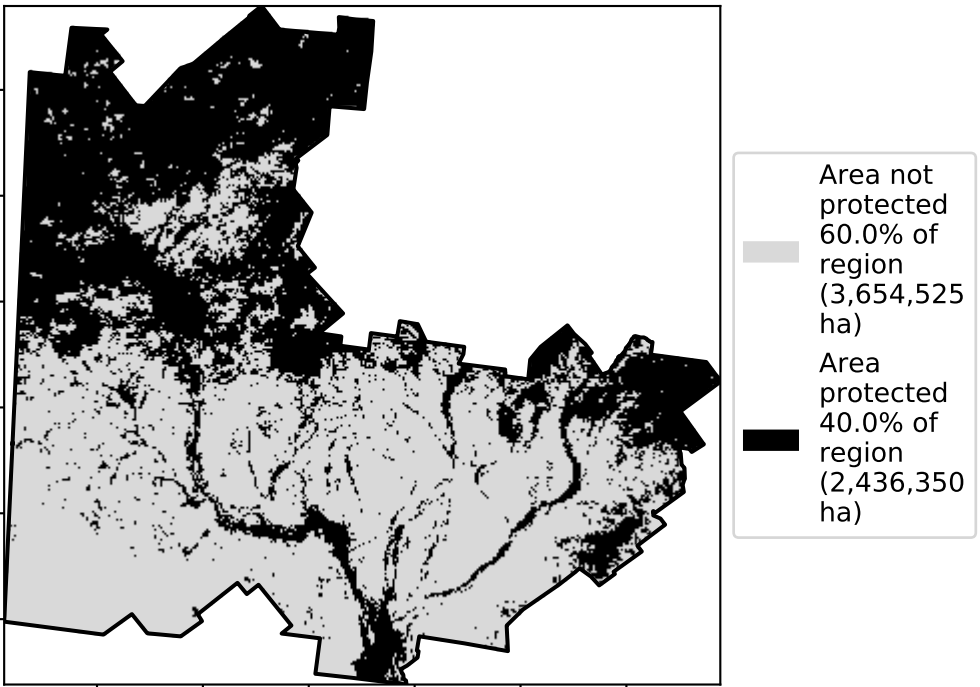 Area not
protected
60.0% of
region
(3,654,525
ha)
Area
protected
40.0% of
region
(2,436,350
ha)